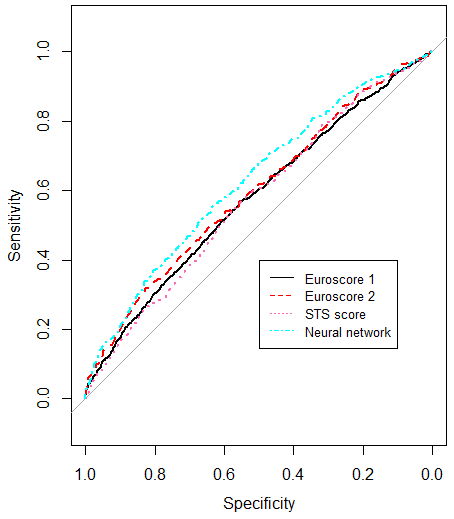 1.0
0.8
0.6
0.4
0.2
0.0
Sensitivity
Euroscore 1
Euroscore 2
STS score
Neural network
1.0 0.8 0.6 0.4 0.2 0.0
Specificity